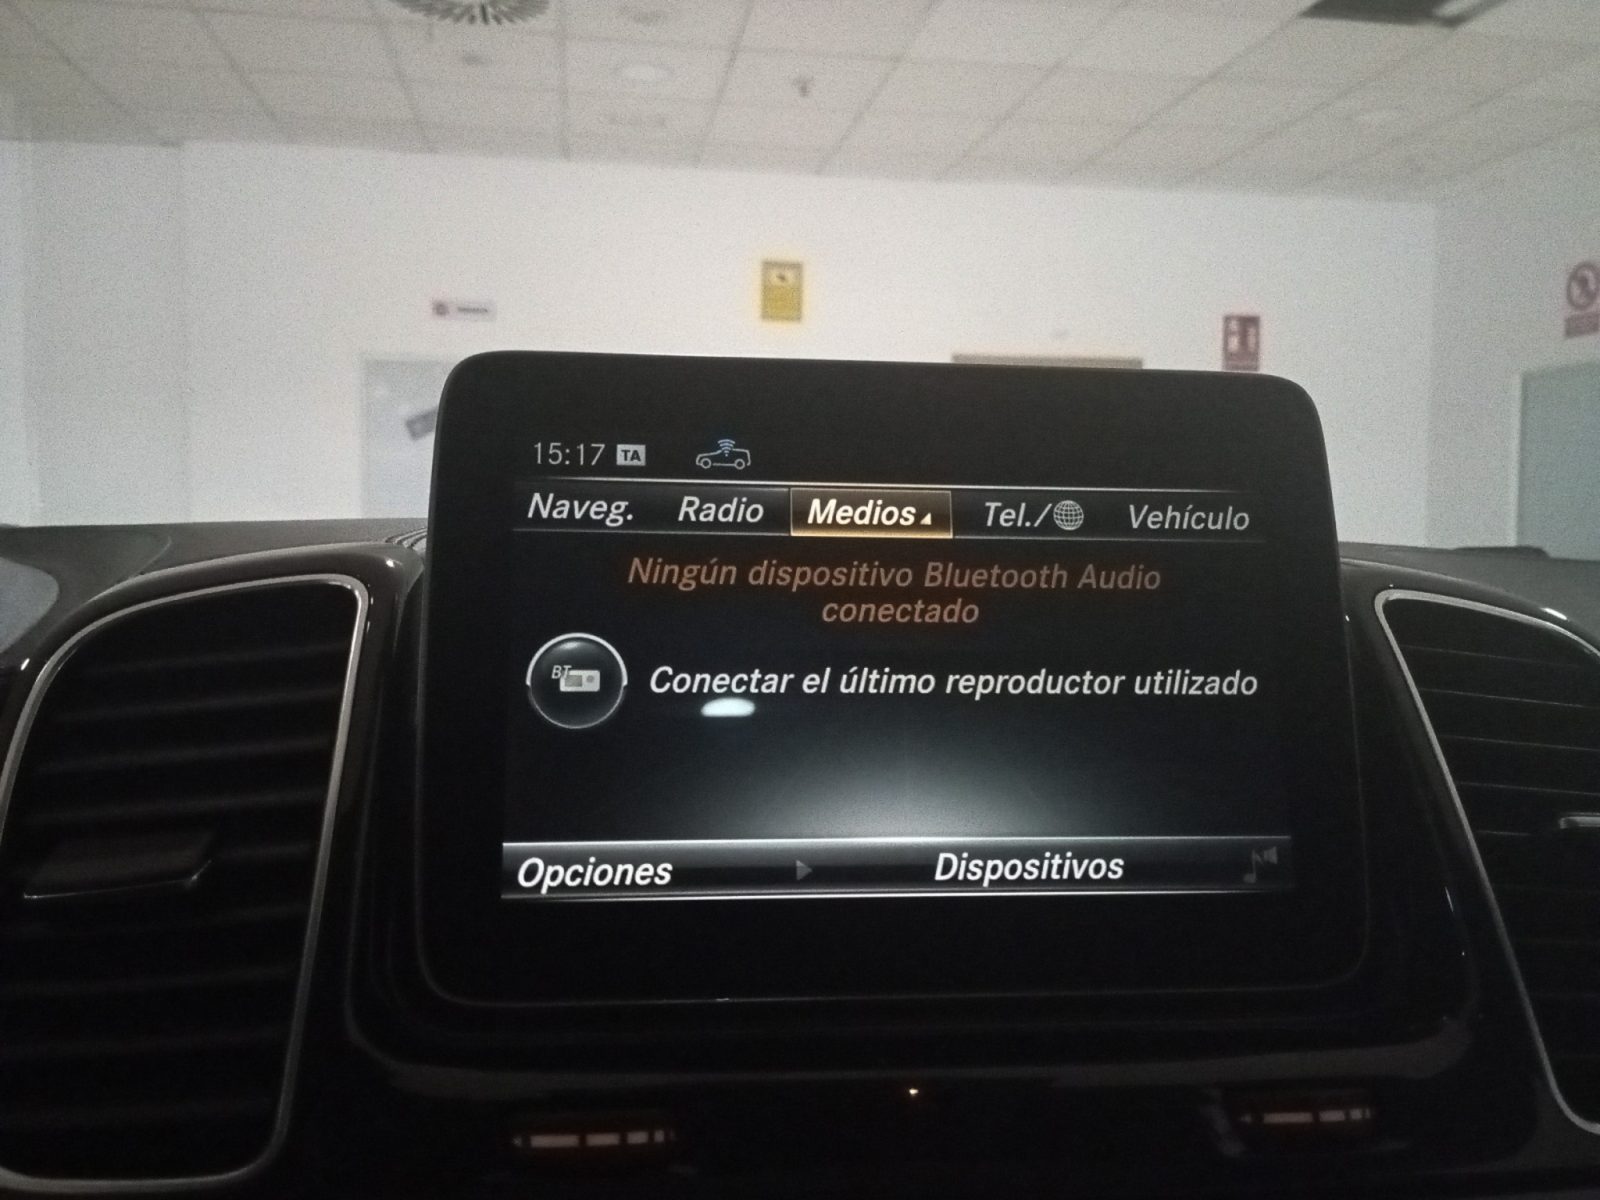 15:17 TA
Naveg. Radio Medios Tel./ Vehículo
Ningún dispositivo Bluetooth Audio
conectado
BT
Conectar el último reproductor utilizado
Opciones Dispositivos